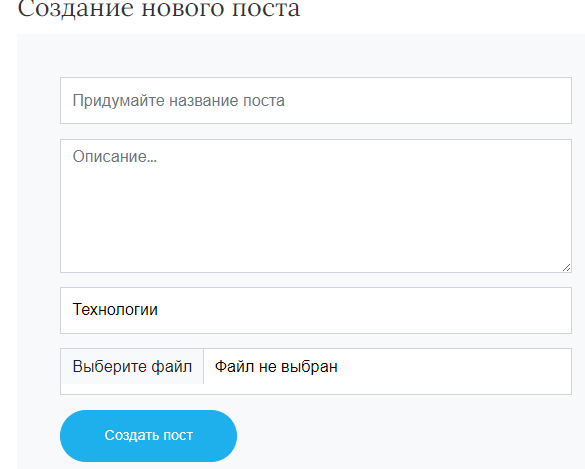 Создание нового поста
Придумайте название поста
Описание...
Технологии
Выберите файл Файл не выбран
Создать пост